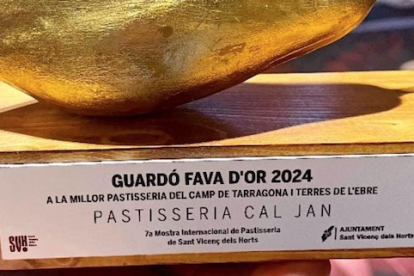 GUARDÓ FAVA D'OR 2024
A LA MILLOR PASTISSERIA DEL CAMP DE TARRAGONA I TERRES DE L'EBRE
PASTISSERIA CAL JAN
7a Mostra Internacional de Pastisseria
de Sant Vicenç dels Horts
SVH
AJUNTAMENT
Sant Vicenç dels Horts